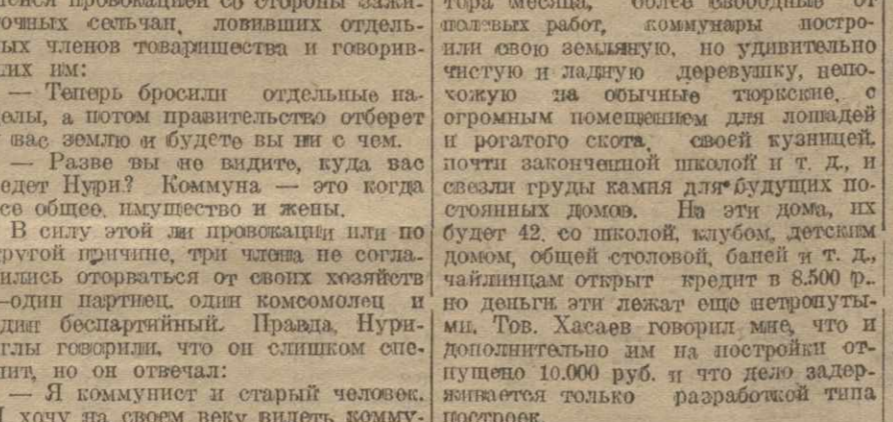 провокацией со стороны зажи-
точных сельчан, ловивших отдель-
ых членов товарищества и говорив-
их им:
— Теперь бросили отдельные на-
елы, а потом правительство отберет
вас землю и будете вы ни с чем.
— Разве вы не видите, куда вас
едет Нури? Коммуна — это когда
се общее, имущество и жены.
В силу этой ли провокации или по
ругой причине, три члена не согла-
ились оторваться от своих хозяйств
—один партиец, один комсомолец и
дин беспартийный. Правда, Нури-
глы говорили, что он слишком спе-
ит, но он отвечал:
— Я коммунист и старый человек.
хочу на своем веку видеть комму-
тора месяца, более свободные от
полевых работ, коммунары постро-
или свою земляную, но удивительно
чистую и ладную деревушку, непо-
хожую на обычные тюркские, с
огромным помещением для лошадей
и рогатого скота, своей кузницей,
почти законченной школой и т. д., и
свезли груды камня для будущих по-
стоянных домов. На эти дома, их
будет 42, со школой, клубом, детским
домом, общей столовой, баней и т. д.,
чайлинцам открыт кредит в 8.500 р.,
но деньги эти лежат еще нетронуты-
ми. Тов. Хасаев говорил мне, что и
дополнительно им на постройки от-
пущено 10.000 руб. и что дело задер-
живается только разработкой типа
построек.